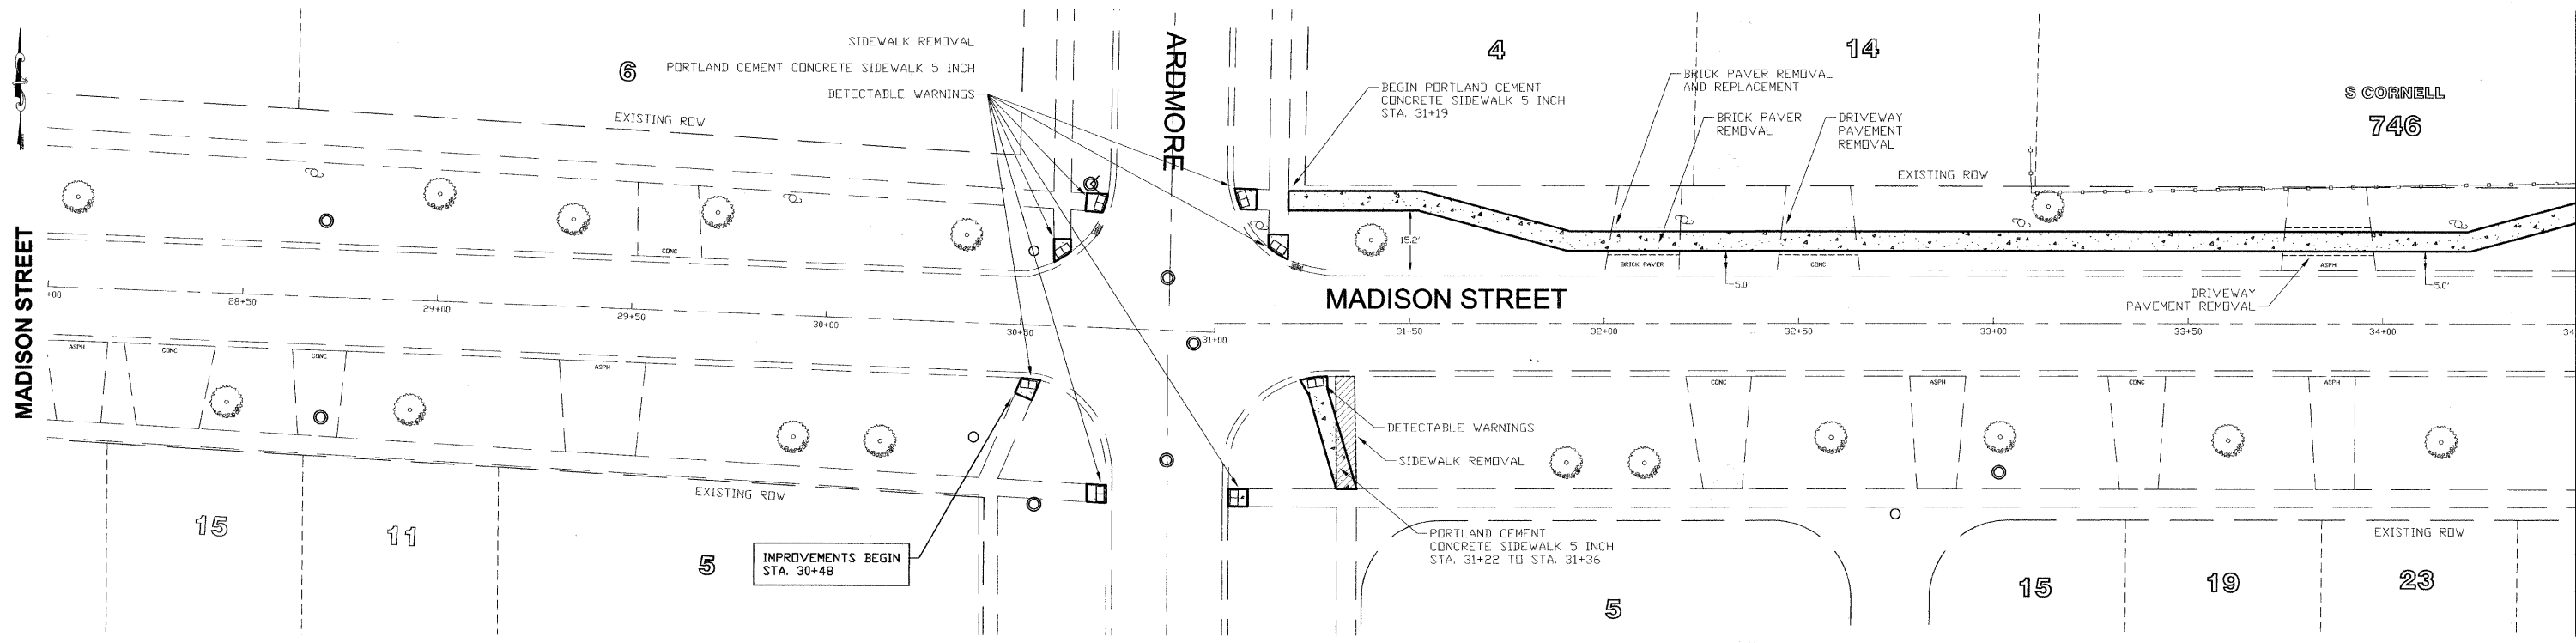 SIDEWALK REMOVAL
PORTLAND CEMENT CONCRETE SIDEWALK 5 INCH
DETECTABLE WARNINGS
6
EXISTING ROW
ARDMORE
4
14
BEGIN PORTLAND CEMENT
CONCRETE SIDEWALK 5 INCH
STA. 31+19
BRICK PAVER REMOVAL
AND REPLACEMENT
BRICK PAVER
REMOVAL
DRIVEWAY
PAVEMENT
REMOVAL
S CORNELL
746
EXISTING ROW
15.2'
CONC
BRICK PAVER
CONC
ASPH
5.0'
5.0'
DRIVEWAY
PAVEMENT REMOVAL
MADISON STREET
MADISON STREET
+00
28+50
29+00
29+50
30+00
30+50
31+00
31+50
32+00
32+50
33+00
33+50
34+00
34
ASPH
CONC
CONC
ASPH
CONC
ASPH
CONC
ASPH
DETECTABLE WARNINGS
SIDEWALK REMOVAL
PORTLAND CEMENT
CONCRETE SIDEWALK 5 INCH
STA. 31+22 TO STA. 31+36
EXISTING ROW
EXISTING ROW
IMPROVEMENTS BEGIN
STA. 30+48
15
11
5
5
15
19
23